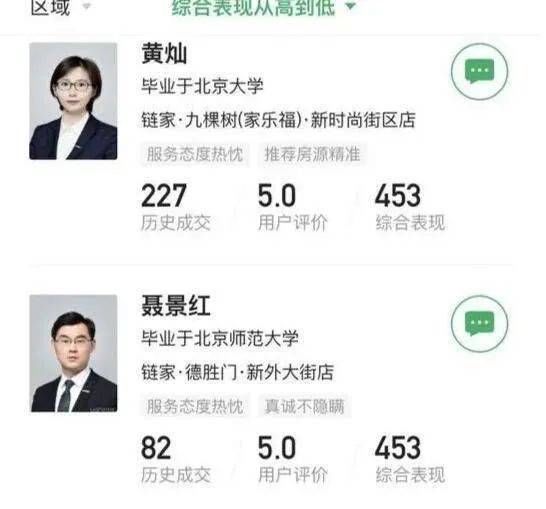 区域
综合表现从高到低
黄灿
毕业于北京大学
链家·九棵树(家乐福)·新时尚街区店
服务态度热忱 推荐房源精准
227 5.0 453
历史成交 用户评价 综合表现
聂景红
毕业于北京师范大学
链家·德胜门·新外大街店
服务态度热忱 真诚不隐瞒
82 5.0 453
历史成交 用户评价 综合表现